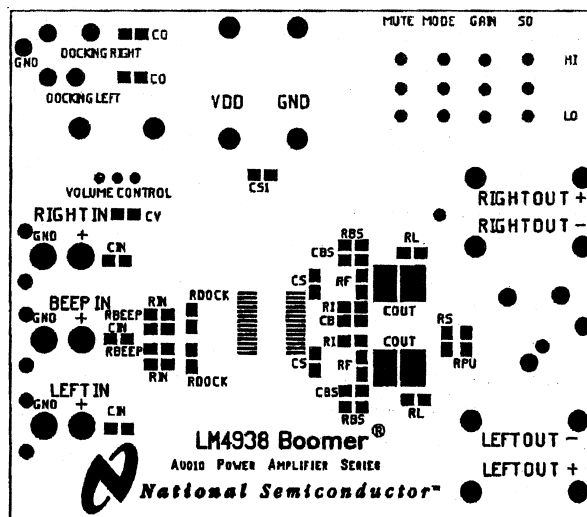 MUTE MODE GAIN SD
CO
DOCKING RIGHT
GND
HI
CO
DOCKING LEFT
VDD GND
LO
VOLUME CONTROL
CS1
RIGHT IN CV
RIGHTOUT +
RIGHTOUT -
GND +
CIN
RBS
CBS
RL
CS RF
BEEP IN
RDOCK
RIN
RBEEP
GND +
CIN
RBEEP
RIN
RDOCK
RI
CB
COUT
RI
COUT
RS
RPU
CS
RF
LEFT IN
GND +
CIN
CBS
RBS
RL
LM4938 Boomer®
AUDIO POWER AMPLIFIER SERIES
National Semiconductor™
LEFTOUT -
LEFTOUT +